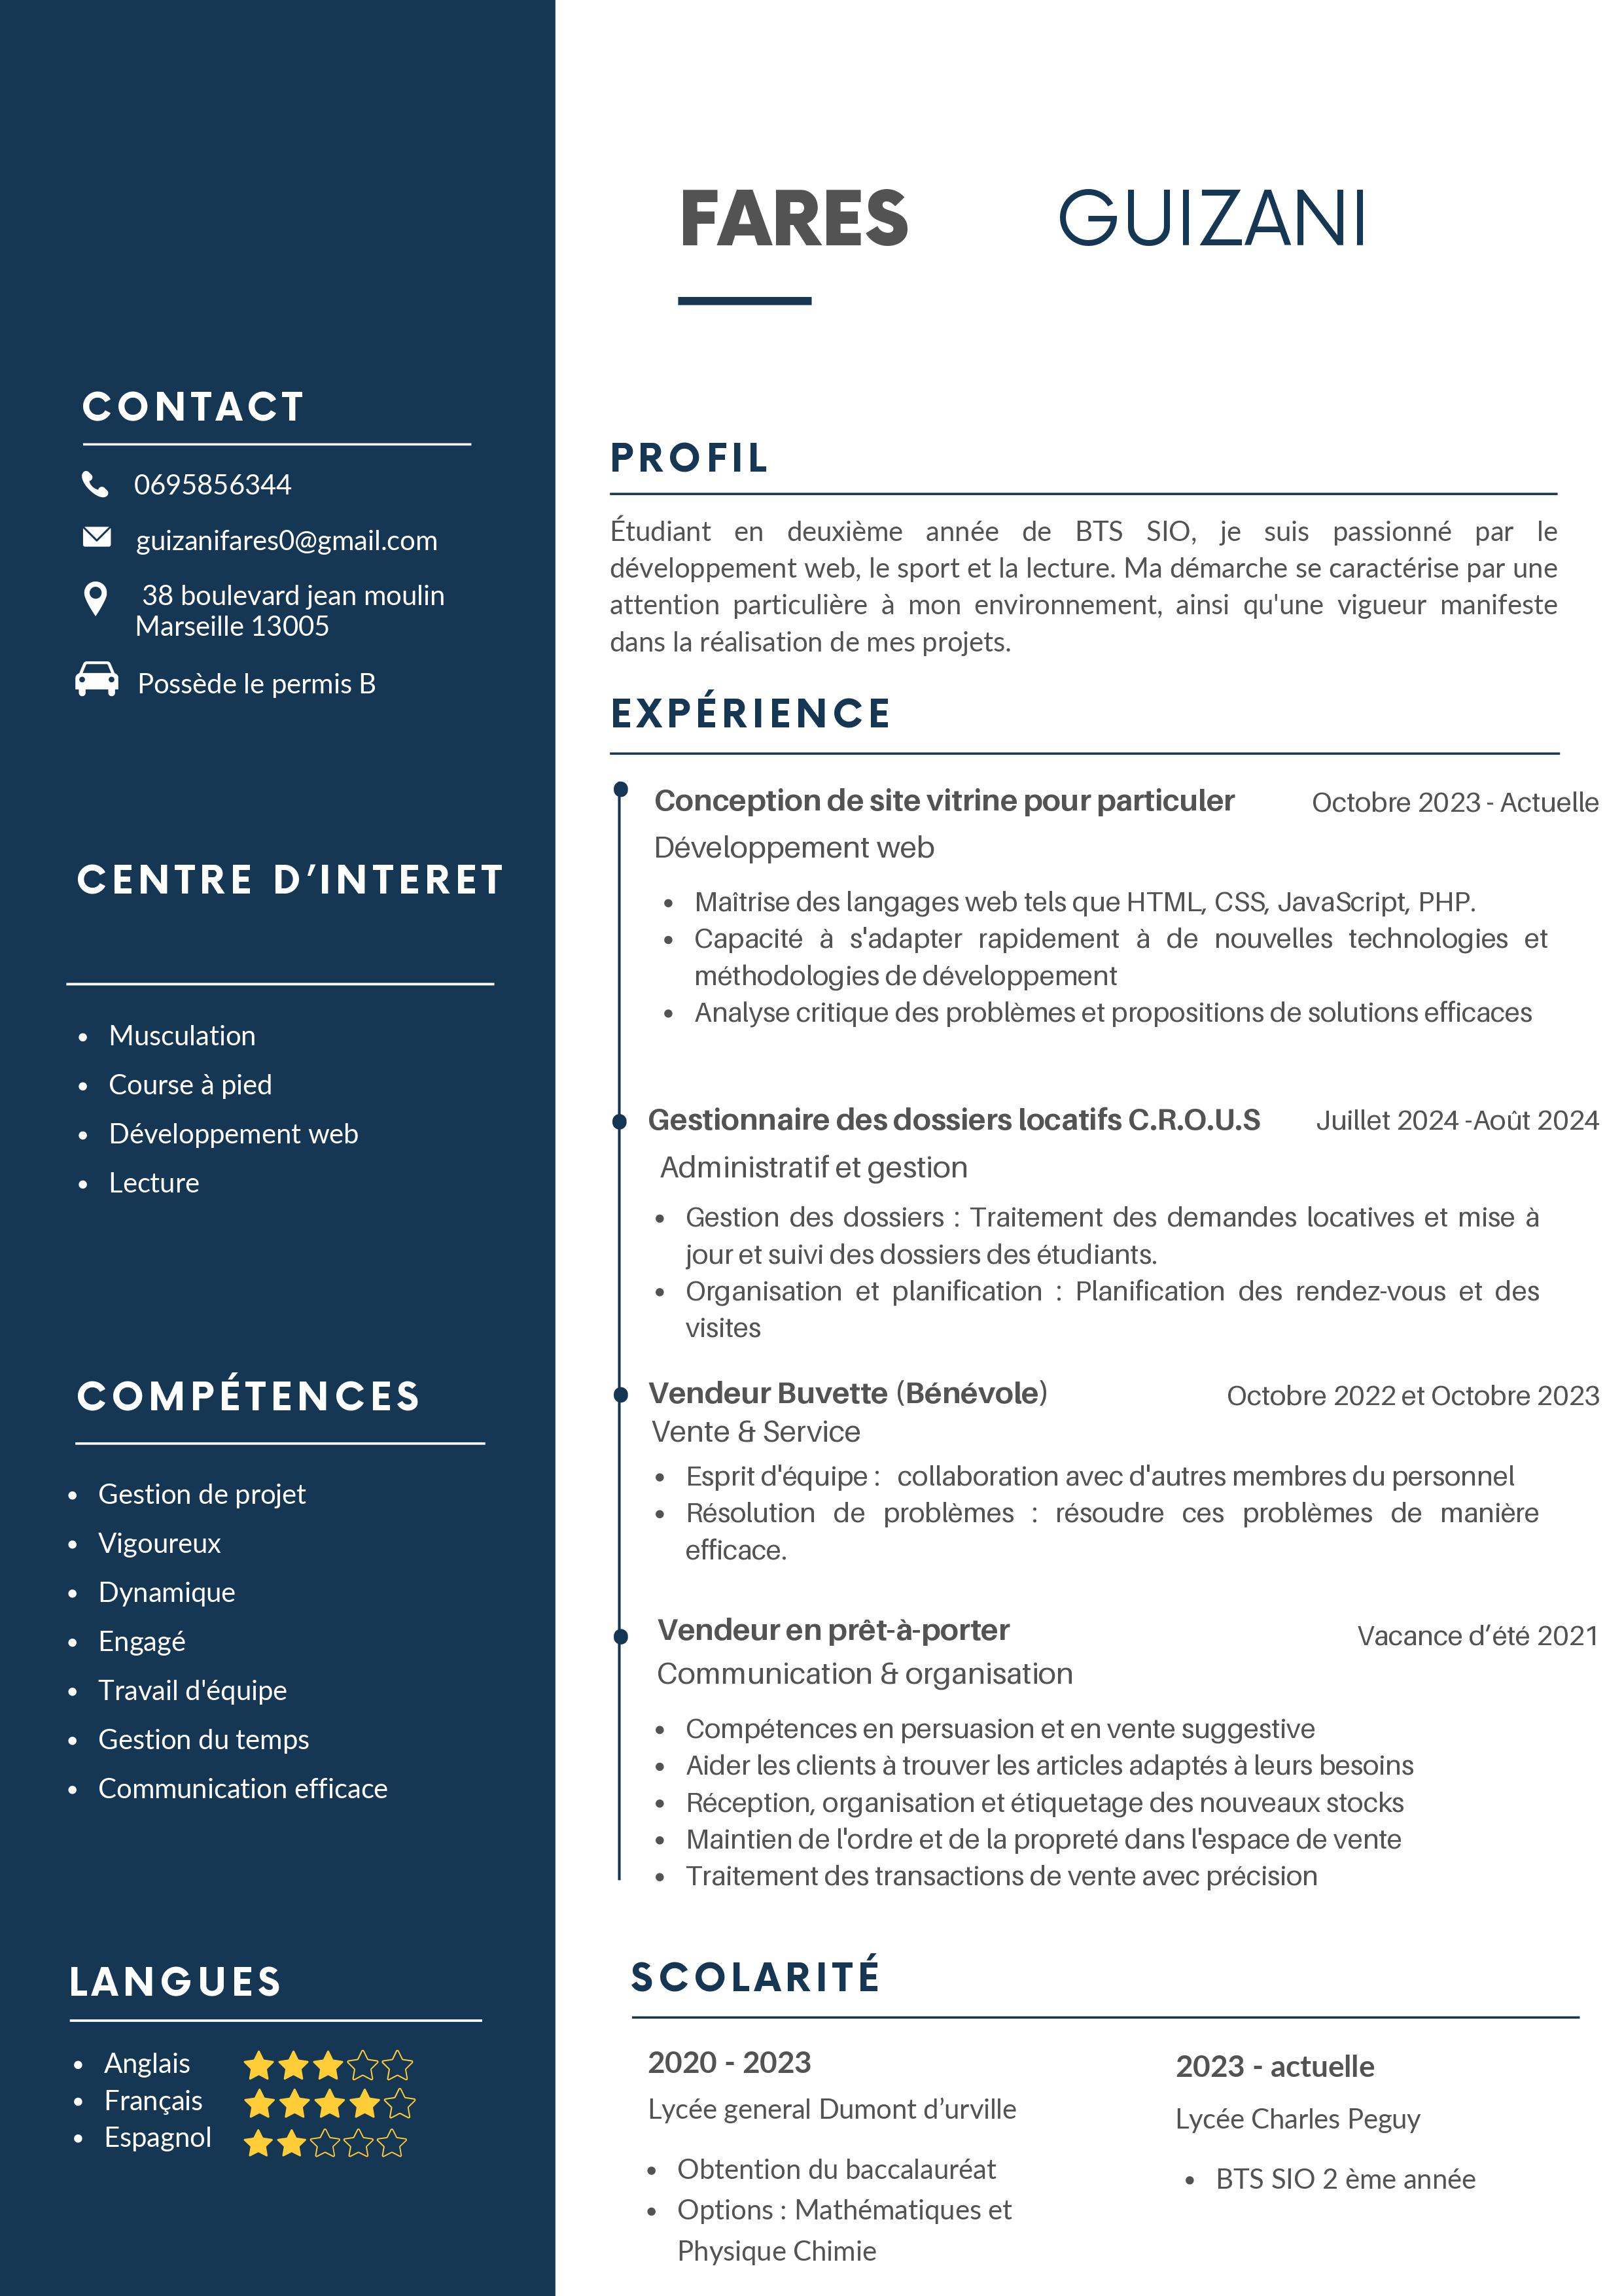 FARES GUIZANI
CONTACT
0695856344
guizanifares0@gmail.com
38 boulevard jean moulin
Marseille 13005
Possède le permis B
CENTRE D’INTERET
• Musculation
• Course à pied
• Développement web
• Lecture
COMPÉTENCES
• Gestion de projet
• Vigoureux
• Dynamique
• Engagé
• Travail d'équipe
• Gestion du temps
• Communication efficace
LANGUES
• Anglais
• Français
• Espagnol
PROFIL
Étudiant en deuxième année de BTS SIO, je suis passionné par le
développement web, le sport et la lecture. Ma démarche se caractérise par une
attention particulière à mon environnement, ainsi qu'une vigueur manifeste
dans la réalisation de mes projets.
EXPÉRIENCE
Conception de site vitrine pour particuler Octobre 2023 - Actuelle
Développement web
• Maîtrise des langages web tels que HTML, CSS, JavaScript, PHP.
• Capacité à s'adapter rapidement à de nouvelles technologies et
méthodologies de développement
• Analyse critique des problèmes et propositions de solutions efficaces
Gestionnaire des dossiers locatifs C.R.O.U.S Juillet 2024 -Août 2024
Administratif et gestion
• Gestion des dossiers : Traitement des demandes locatives et mise à
jour et suivi des dossiers des étudiants.
• Organisation et planification : Planification des rendez-vous et des
visites
Vendeur Buvette (Bénévole) Octobre 2022 et Octobre 2023
Vente & Service
• Esprit d'équipe : collaboration avec d'autres membres du personnel
• Résolution de problèmes : résoudre ces problèmes de manière
efficace.
Vendeur en prêt-à-porter Vacance d’été 2021
Communication & organisation
• Compétences en persuasion et en vente suggestive
• Aider les clients à trouver les articles adaptés à leurs besoins
• Réception, organisation et étiquetage des nouveaux stocks
• Maintien de l'ordre et de la propreté dans l'espace de vente
• Traitement des transactions de vente avec précision
SCOLARITÉ
2020 - 2023
Lycée general Dumont d’urville
• Obtention du baccalauréat
• Options : Mathématiques et
Physique Chimie
2023 - actuelle
Lycée Charles Peguy
• BTS SIO 2 ème année